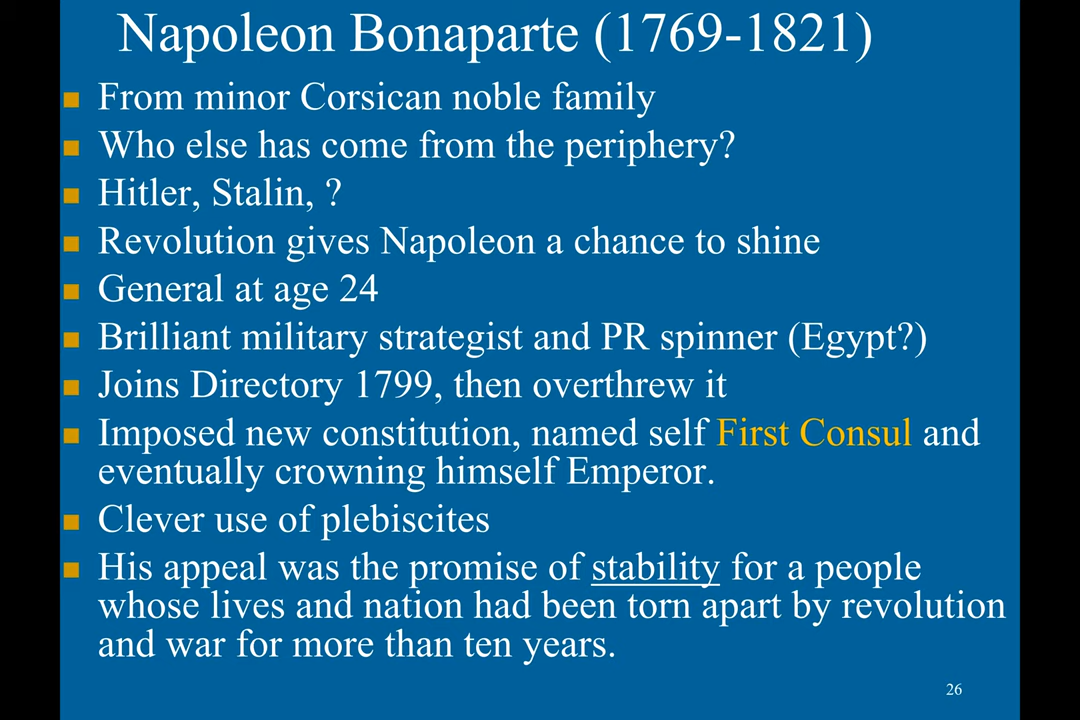 Napoleon Bonaparte (1769-1821)
From minor Corsican noble family
Who else has come from the periphery?
Hitler, Stalin, ?
Revolution gives Napoleon a chance to shine
General at age 24
Brilliant military strategist and PR spinner (Egypt?)
Joins Directory 1799, then overthrew it
Imposed new constitution, named self First Consul and
eventually crowning himself Emperor.
Clever use of plebiscites
His appeal was the promise of stability for a people
whose lives and nation had been torn apart by revolution
and war for more than ten years.
26